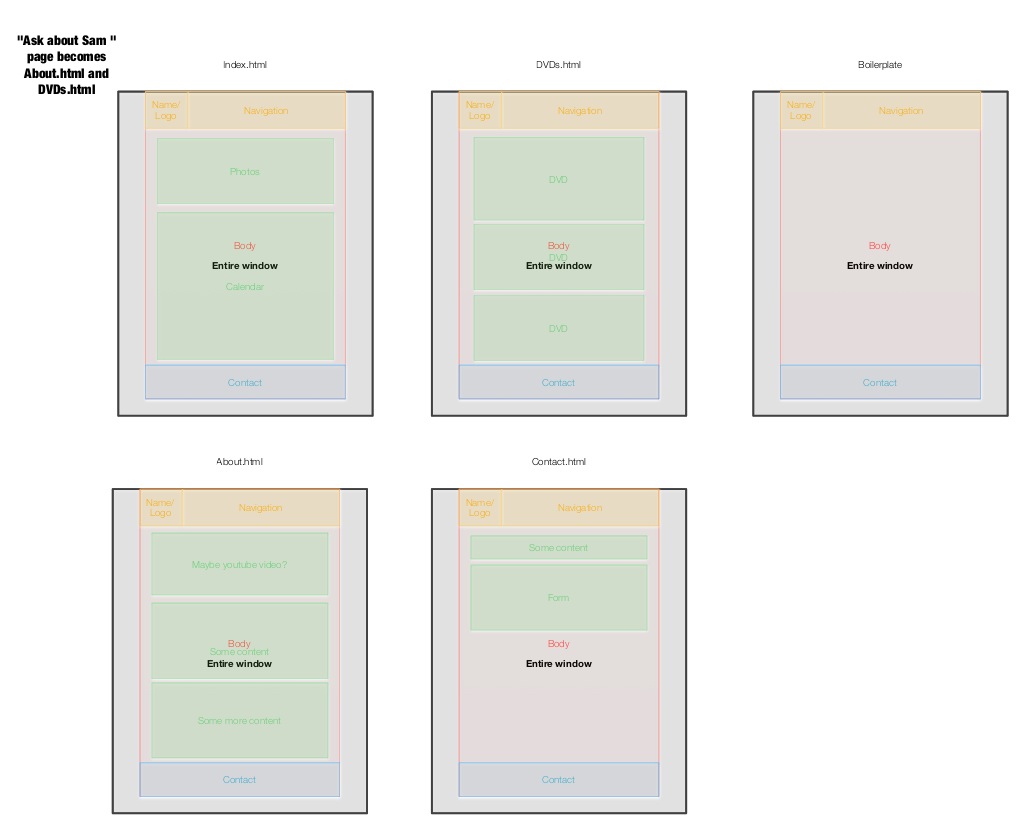 "Ask about Sam "
page becomes
About.html and
DVDs.html
Index.html
Name/
Logo
Navigation
Photos
Body
Entire window
Calendar
Contact
DVDs.html
Name/
Logo
Navigation
DVD
Body
DVD
Entire window
DVD
Contact
Boilerplate
Name/
Logo
Navigation
Body
Entire window
Contact
About.html
Name/
Logo
Navigation
Maybe youtube video?
Body
Some content
Entire window
Some more content
Contact
Contact.html
Name/
Logo
Navigation
Some content
Form
Body
Entire window
Contact